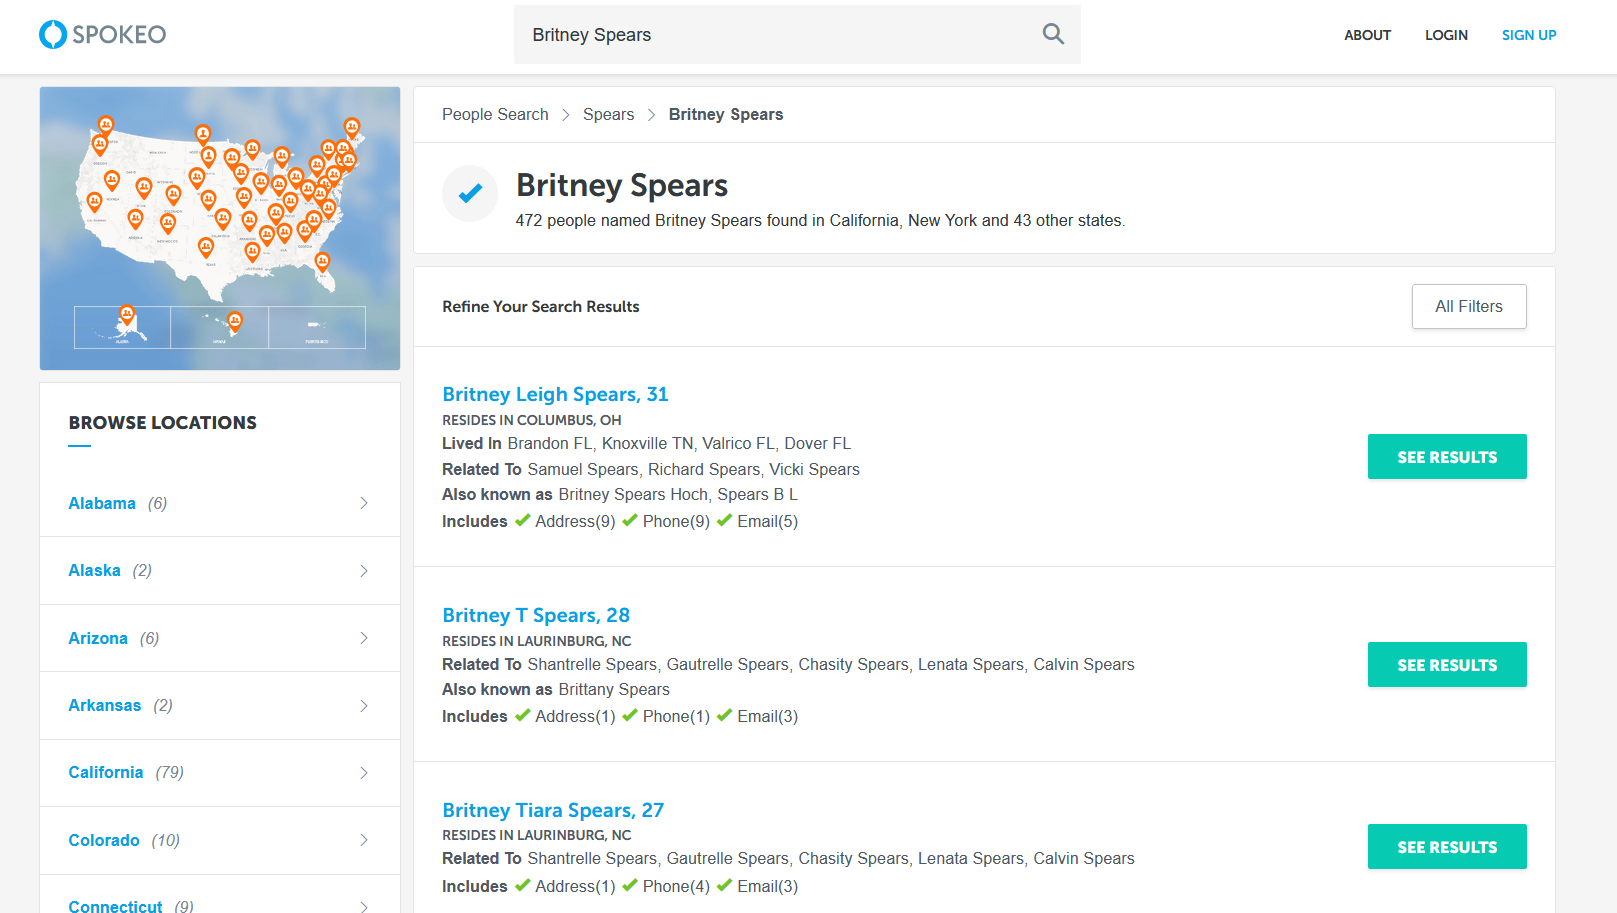 SPOKEO
Britney Spears
ABOUT
LOGIN
SIGN UP
People Search > Spears > Britney Spears
Britney Spears
472 people named Britney Spears found in California, New York and 43 other states.
Refine Your Search Results
All Filters
Britney Leigh Spears, 31
RESIDES IN COLUMBUS, OH
Lived In Brandon FL, Knoxville TN, Valrico FL, Dover FL
Related To Samuel Spears, Richard Spears, Vicki Spears
Also known as Britney Spears Hoch, Spears B L
Includes Address(9) Phone(9) Email(5)
SEE RESULTS
Britney T Spears, 28
RESIDES IN LAURINBURG, NC
Related To Shantrelle Spears, Gautrelle Spears, Chasity Spears, Lenata Spears, Calvin Spears
Also known as Brittany Spears
Includes Address(1) Phone(1) Email(3)
SEE RESULTS
Britney Tiara Spears, 27
RESIDES IN LAURINBURG, NC
Related To Shantrelle Spears, Gautrelle Spears, Chasity Spears, Lenata Spears, Calvin Spears
Includes Address(1) Phone(4) Email(3)
SEE RESULTS
BROWSE LOCATIONS
Alabama (6)
Alaska (2)
Arizona (6)
Arkansas (2)
California (79)
Colorado (10)
Connecticut (9)